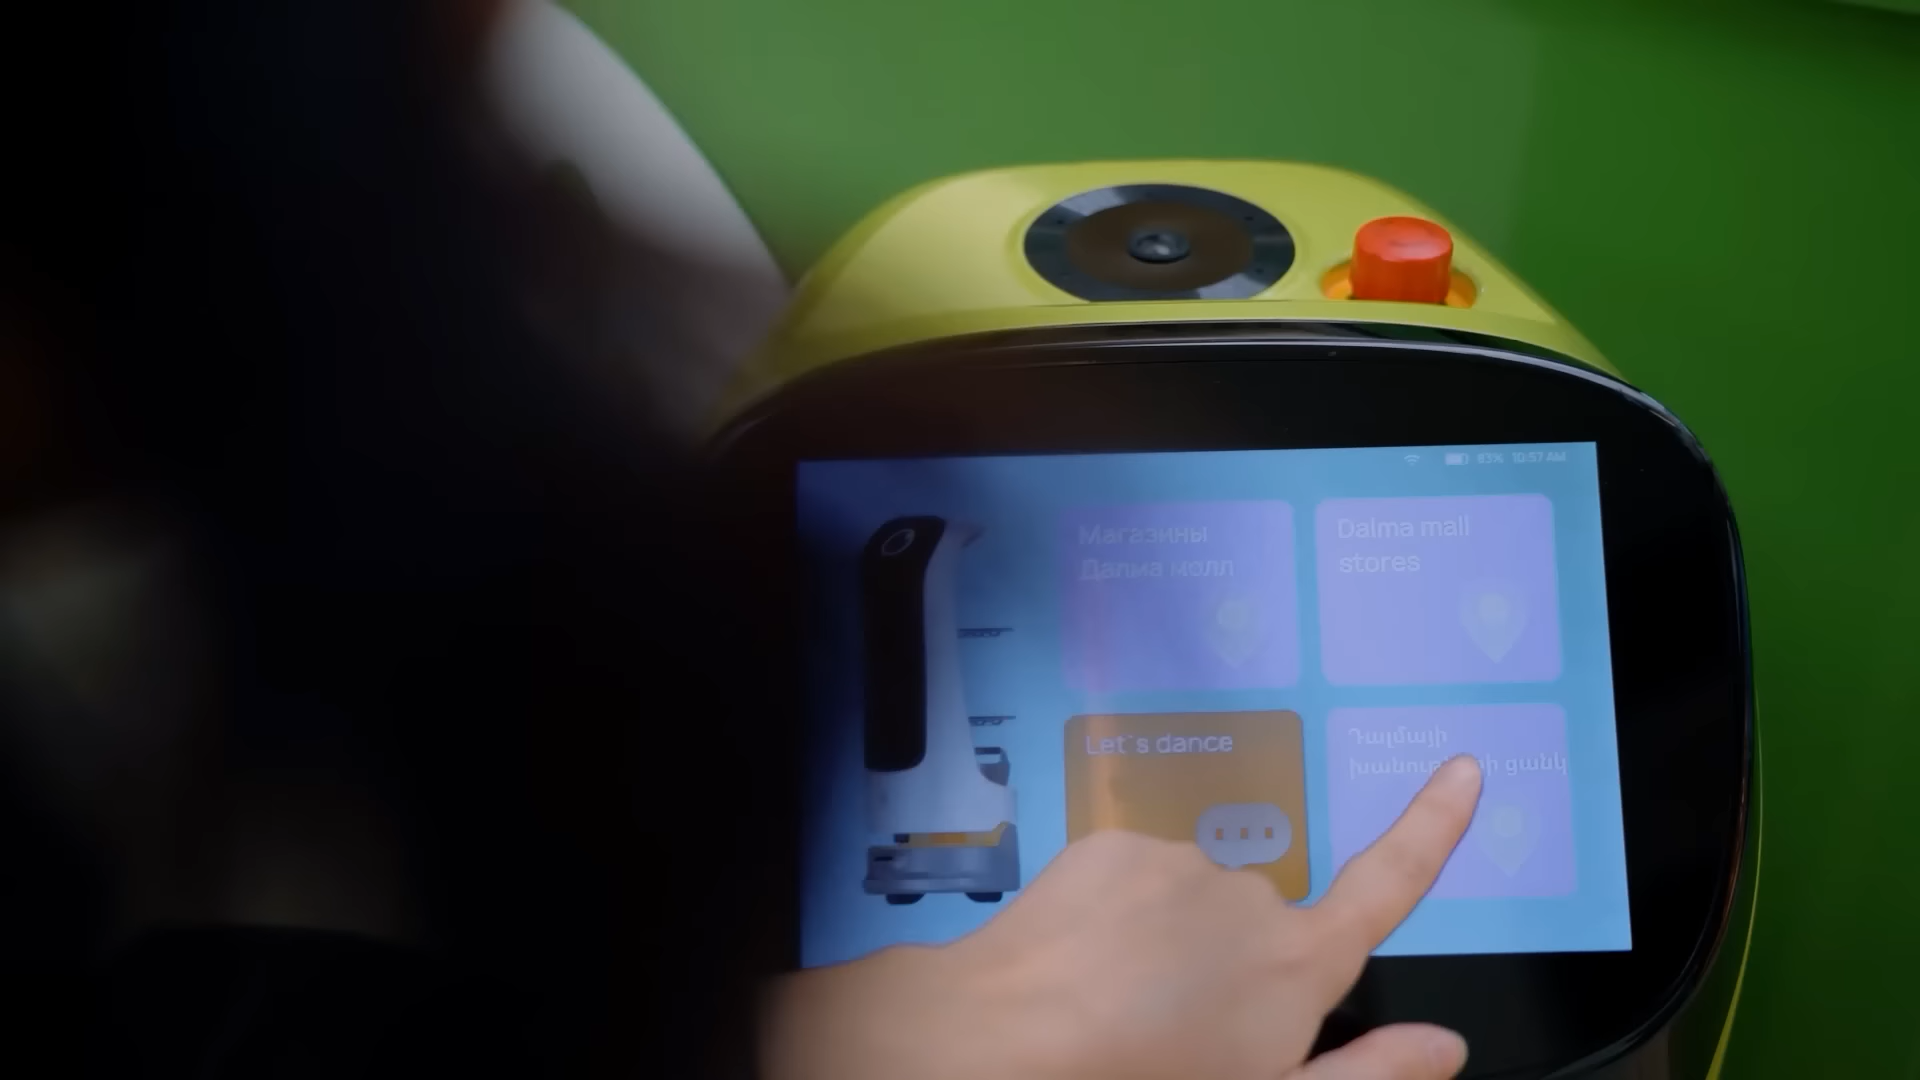 83% 10:57 AM
Магазины
Далма молл
Dalma mall
stores
Let`s dance
Դալմայի
ցանկ